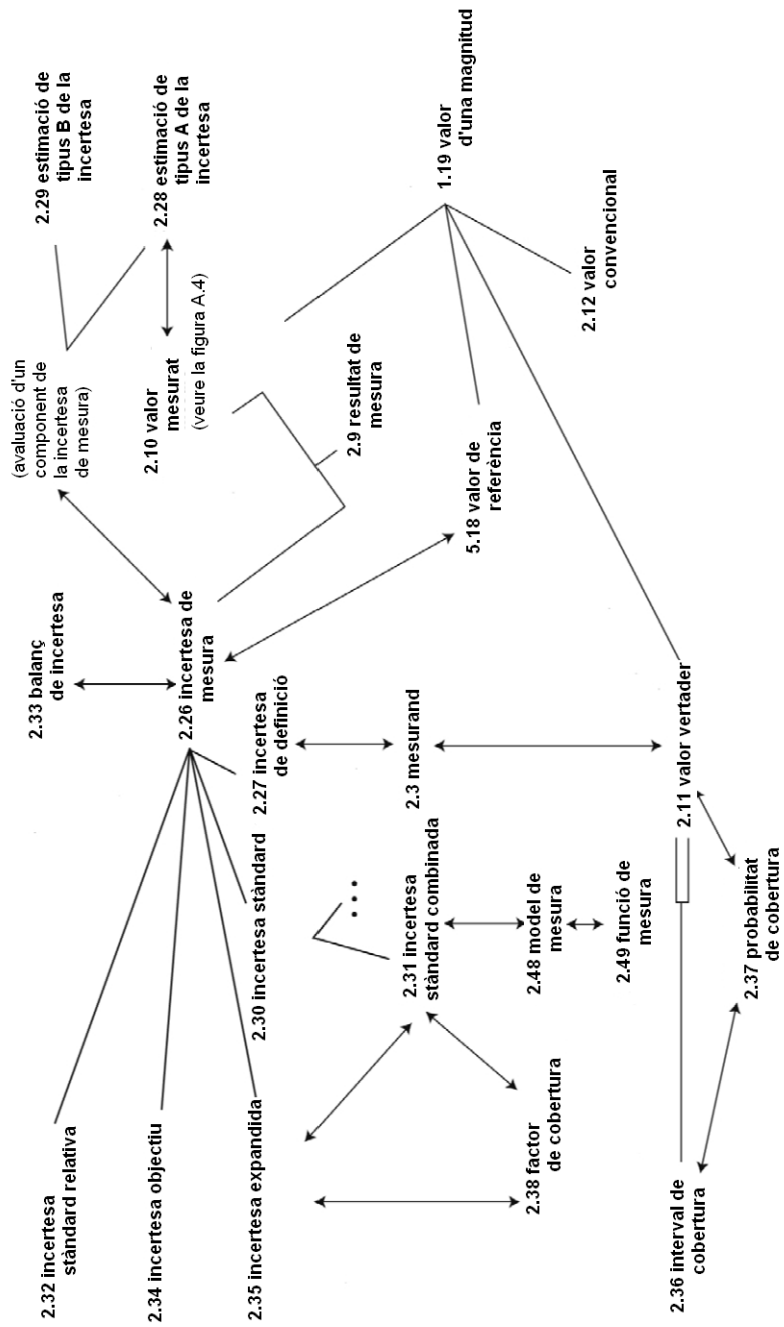 2.33 balanç
de incertesa
(avaluació d'un
component de
la incertesa
de mesura)
2.29 estimació de
tipus B de la
incertesa
2.28 estimació de
tipus A de la
incertesa
2.32 incertesa
stàndard relativa
2.34 incertesa objectiu
2.35 incertesa expandida
2.30 incertesa stàndard
2.27 incertesa
de definició
2.26 incertesa de
mesura
2.10 valor
mesurat
(veure la figura A.4)
2.9 resultat de
mesura
2.31 incertesa
stàndard combinada
...
2.3 mesurand
5.18 valor de
referència
1.19 valor
d'una magnitud
2.38 factor
de cobertura
2.48 model de
mesura
2.49 funció de
mesura
2.12 valor
convencional
2.36 interval de
cobertura
2.11 valor vertader
2.37 probabilitat
de cobertura